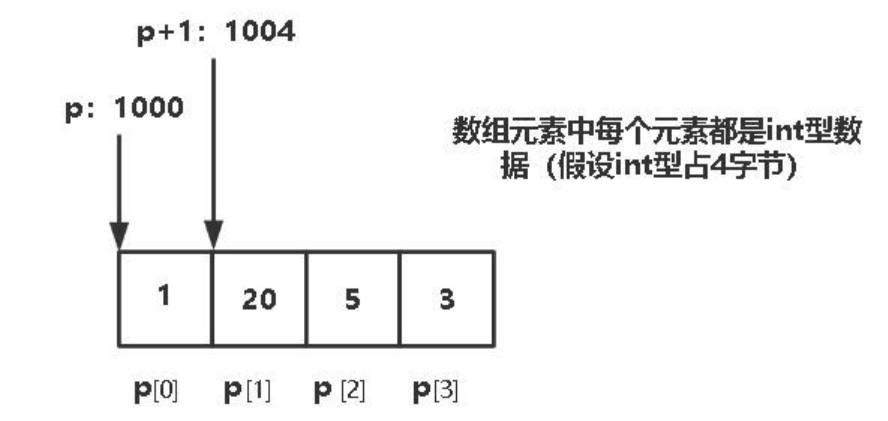 p+1: 1004
p: 1000
数组元素中每个元素都是int型数
据（假设int型占4字节）
1 20 5 3
p[0] p[1] p [2] p[3]